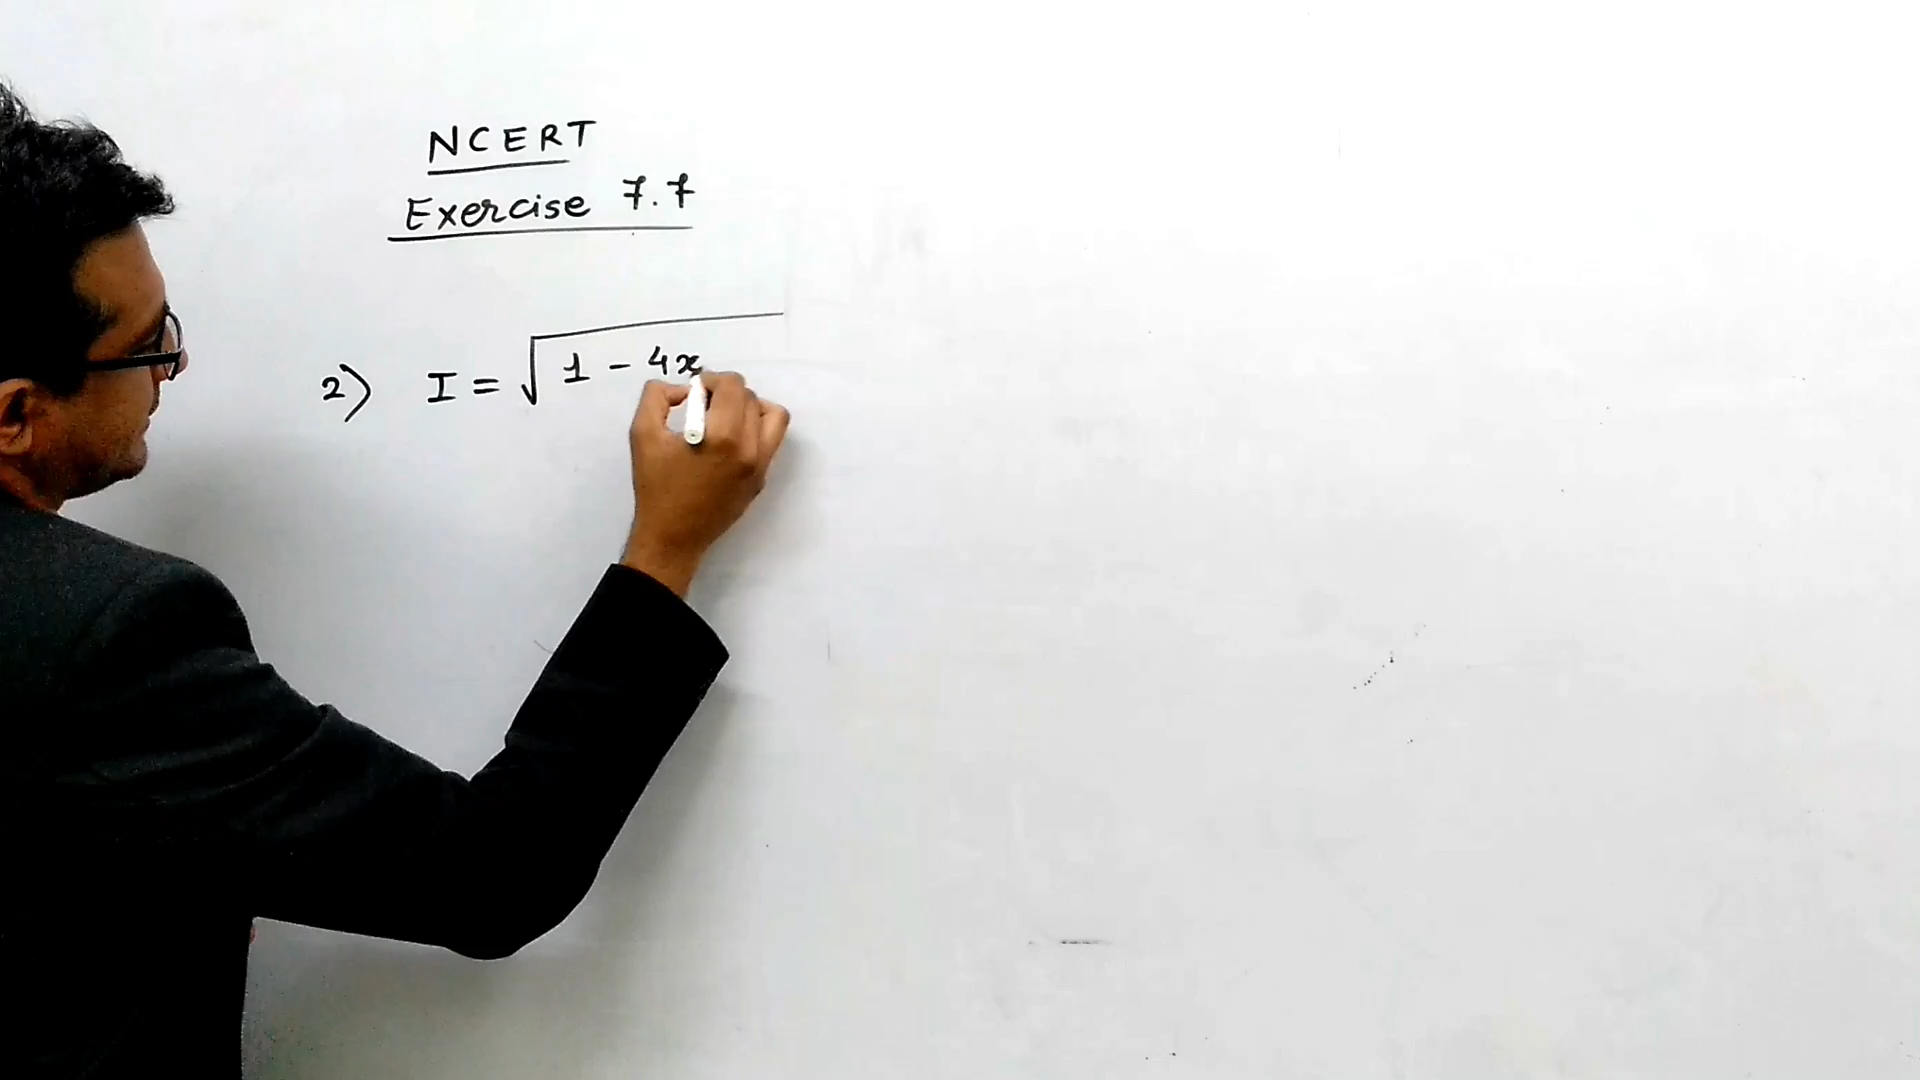 NCERT
Exercise 7.7
2) I = √1 - 4x